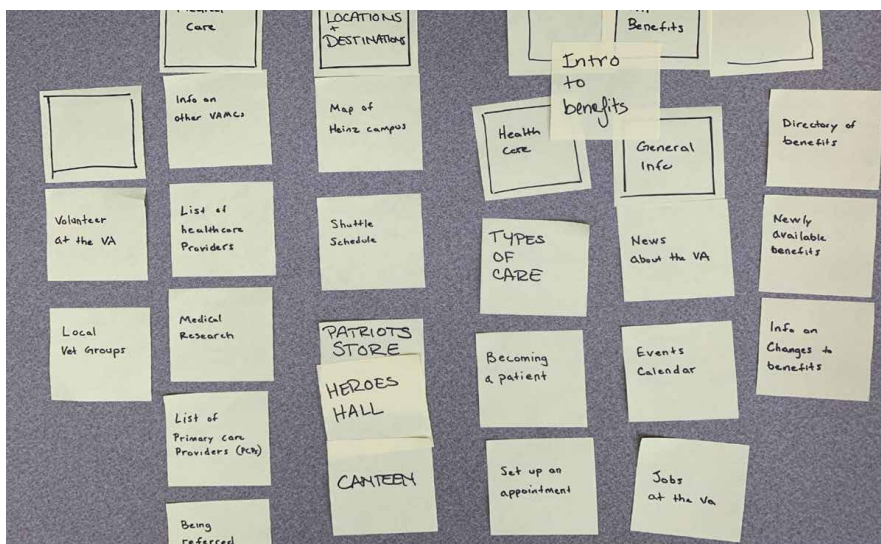 Care
LOCATIONS
+
DESTINATIONS
Benefits
Intro
to
benefits
Info on
other VAMCs
Map of
Heinz campus
Health
Care
General
Info
Directory of
benefits
Volunteer
at the VA
List of
healthcare
Providers
Shuttle
Schedule
TYPES
OF
CARE
News
about the VA
Newly
available
benefits
Local
Vet Groups
Medical
Research
PATRIOTS
STORE
HEROES
HALL
Becoming
a patient
Events
Calendar
Info on
Changes to
benefits
List of
Primary care
Providers (PCPs)
CANTEEN
Set up an
appointment
Jobs
at the Va
Being
referred